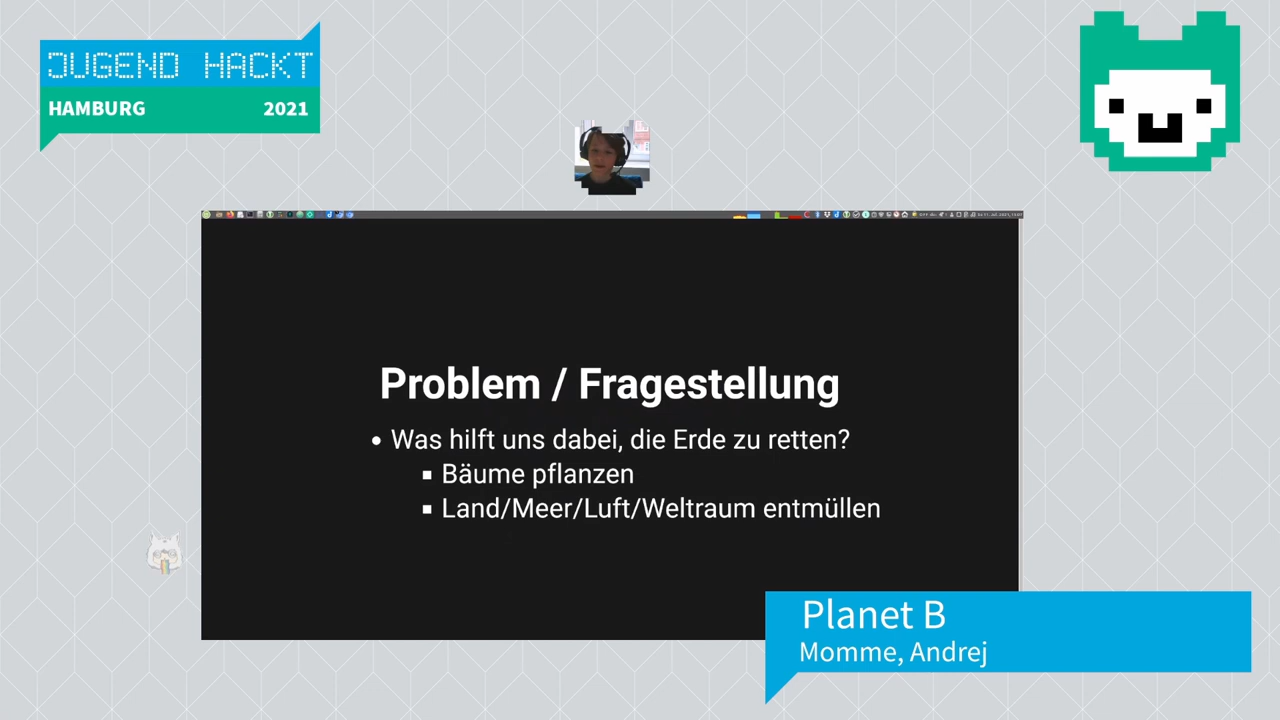 JUGEND HACKT
HAMBURG 2021
Problem / Fragestellung
• Was hilft uns dabei, die Erde zu retten?
▪ Bäume pflanzen
▪ Land/Meer/Luft/Weltraum entmüllen
Planet B
Momme, Andrej